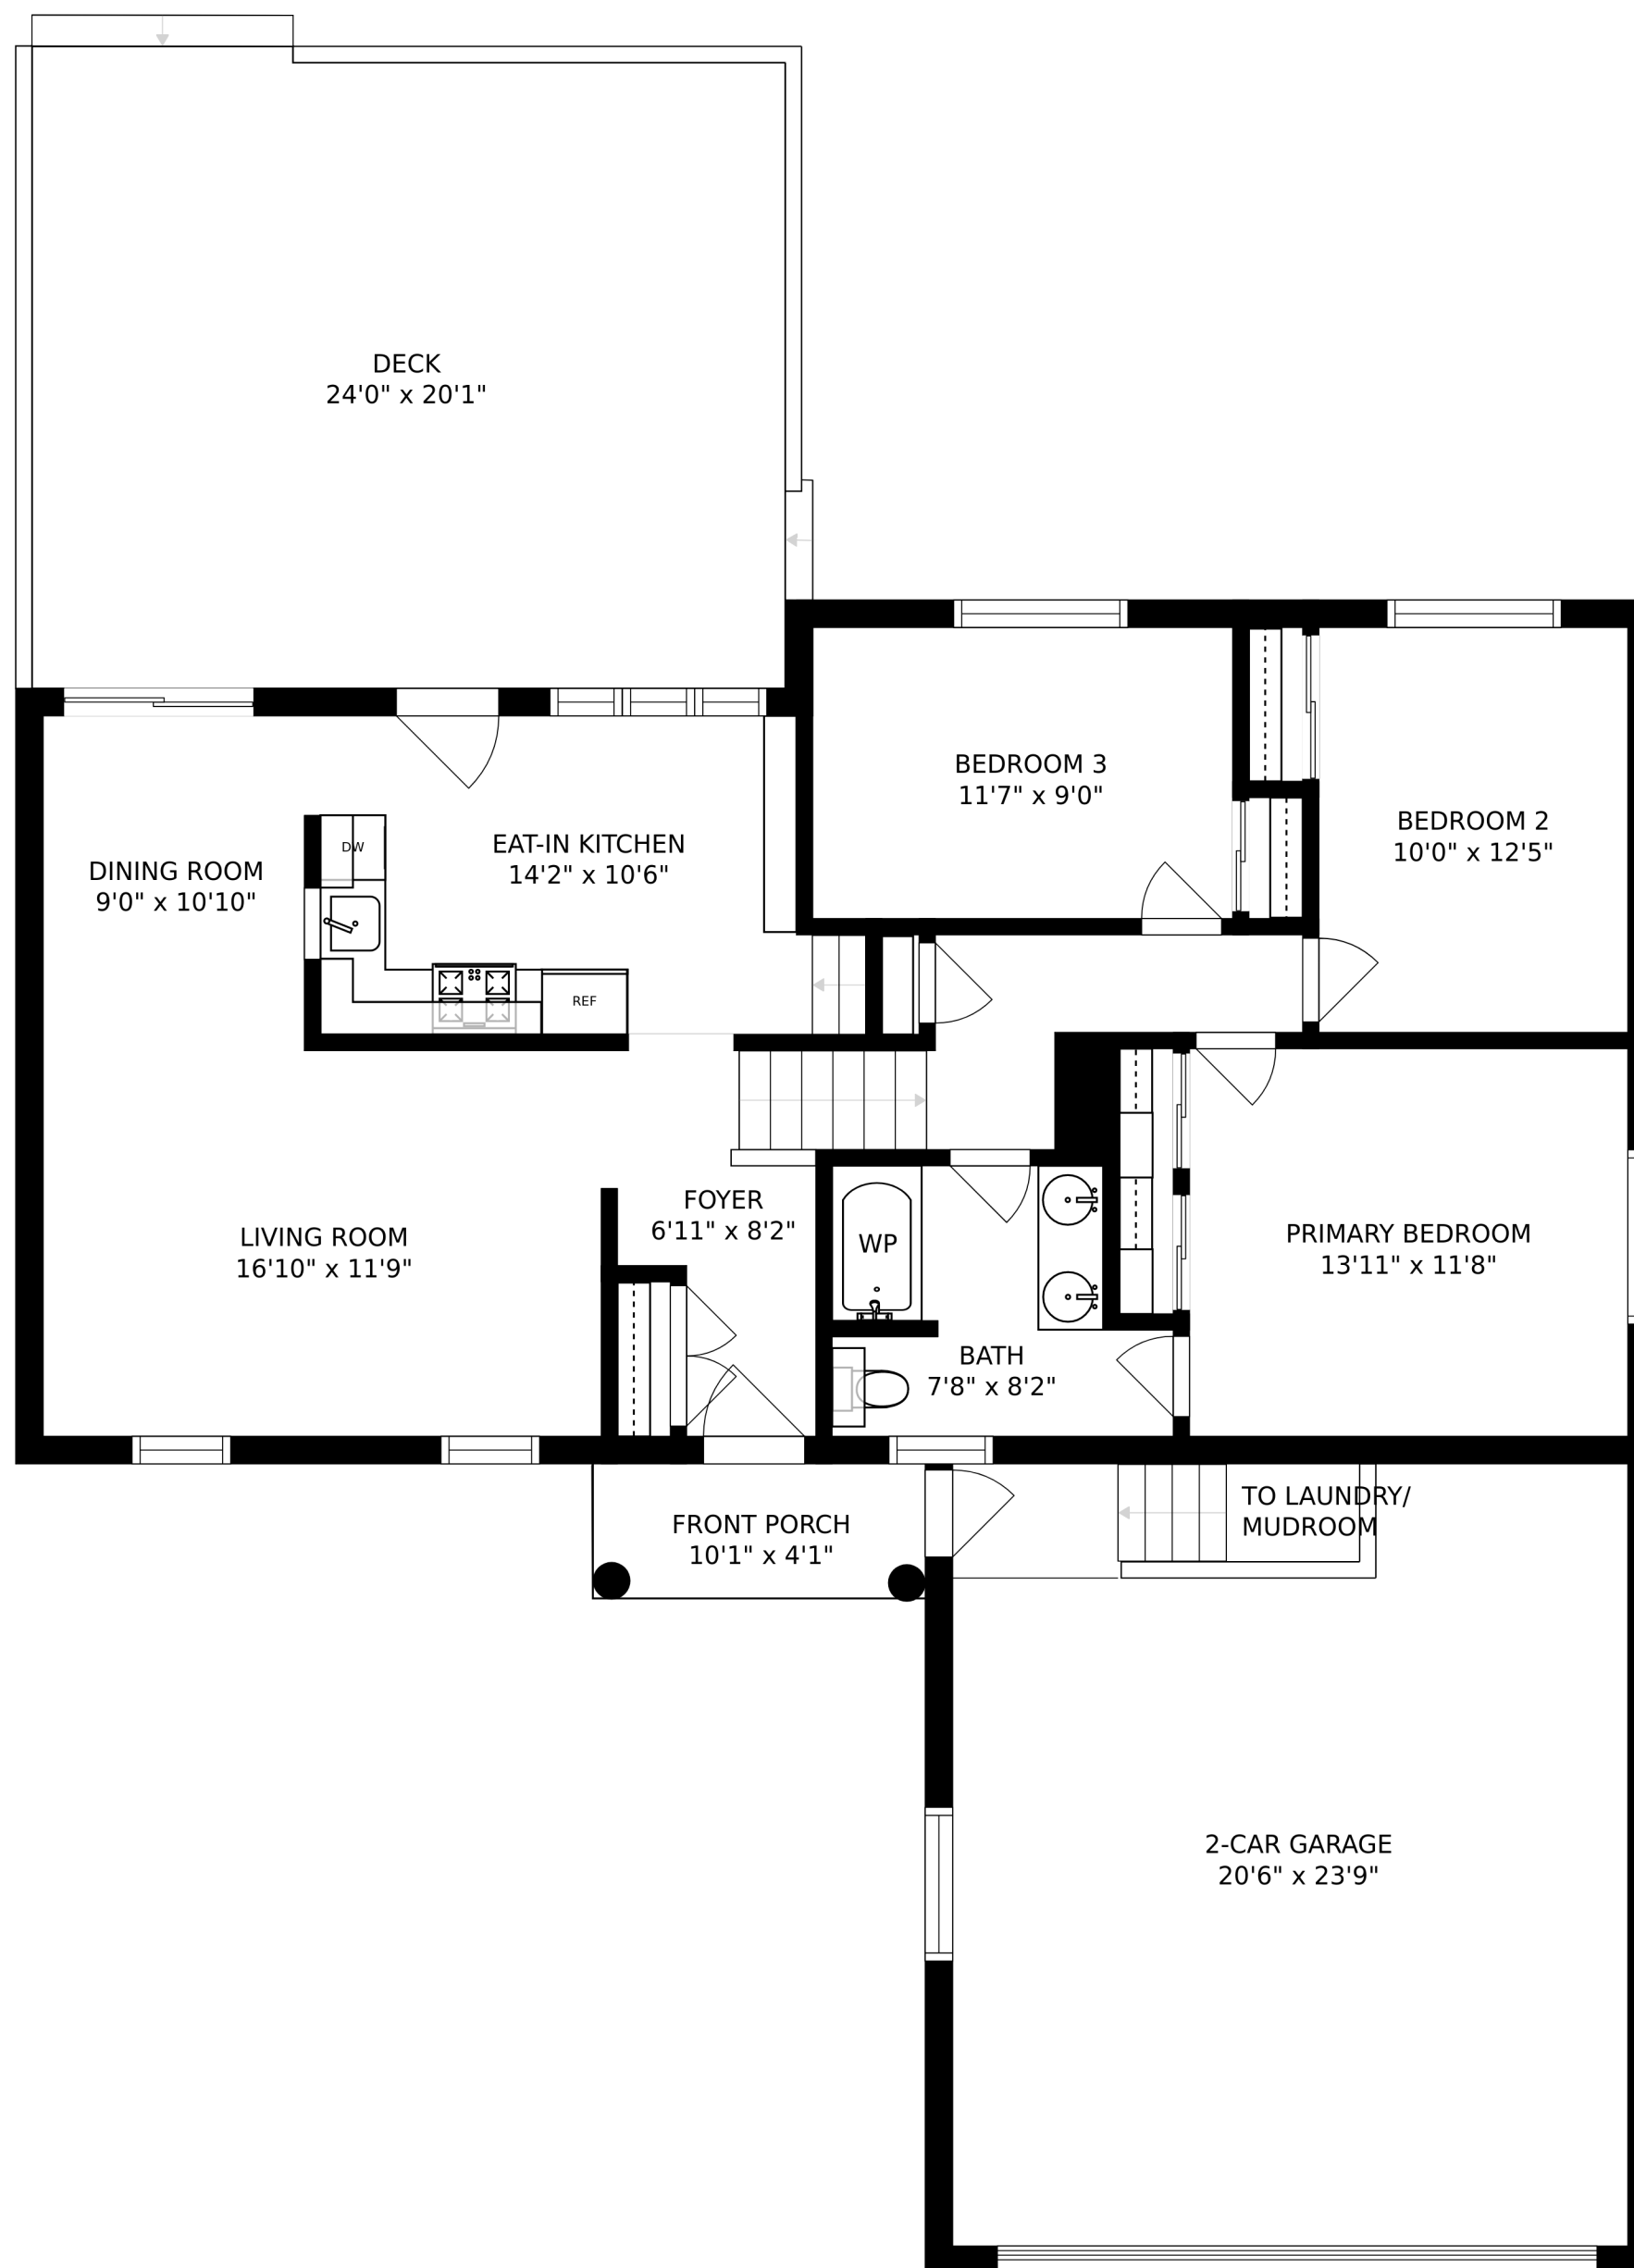 DECK
24'0" x 20'1"
BEDROOM 3
11'7" x 9'0"
BEDROOM 2
10'0" x 12'5"
DINING ROOM
9'0" x 10'10"
DW
EAT-IN KITCHEN
14'2" x 10'6"
REF
LIVING ROOM
16'10" x 11'9"
FOYER
6'11" x 8'2"
WP
BATH
7'8" x 8'2"
PRIMARY BEDROOM
13'11" x 11'8"
FRONT PORCH
10'1" x 4'1"
TO LAUNDRY/
MUDROOM
2-CAR GARAGE
20'6" x 23'9"